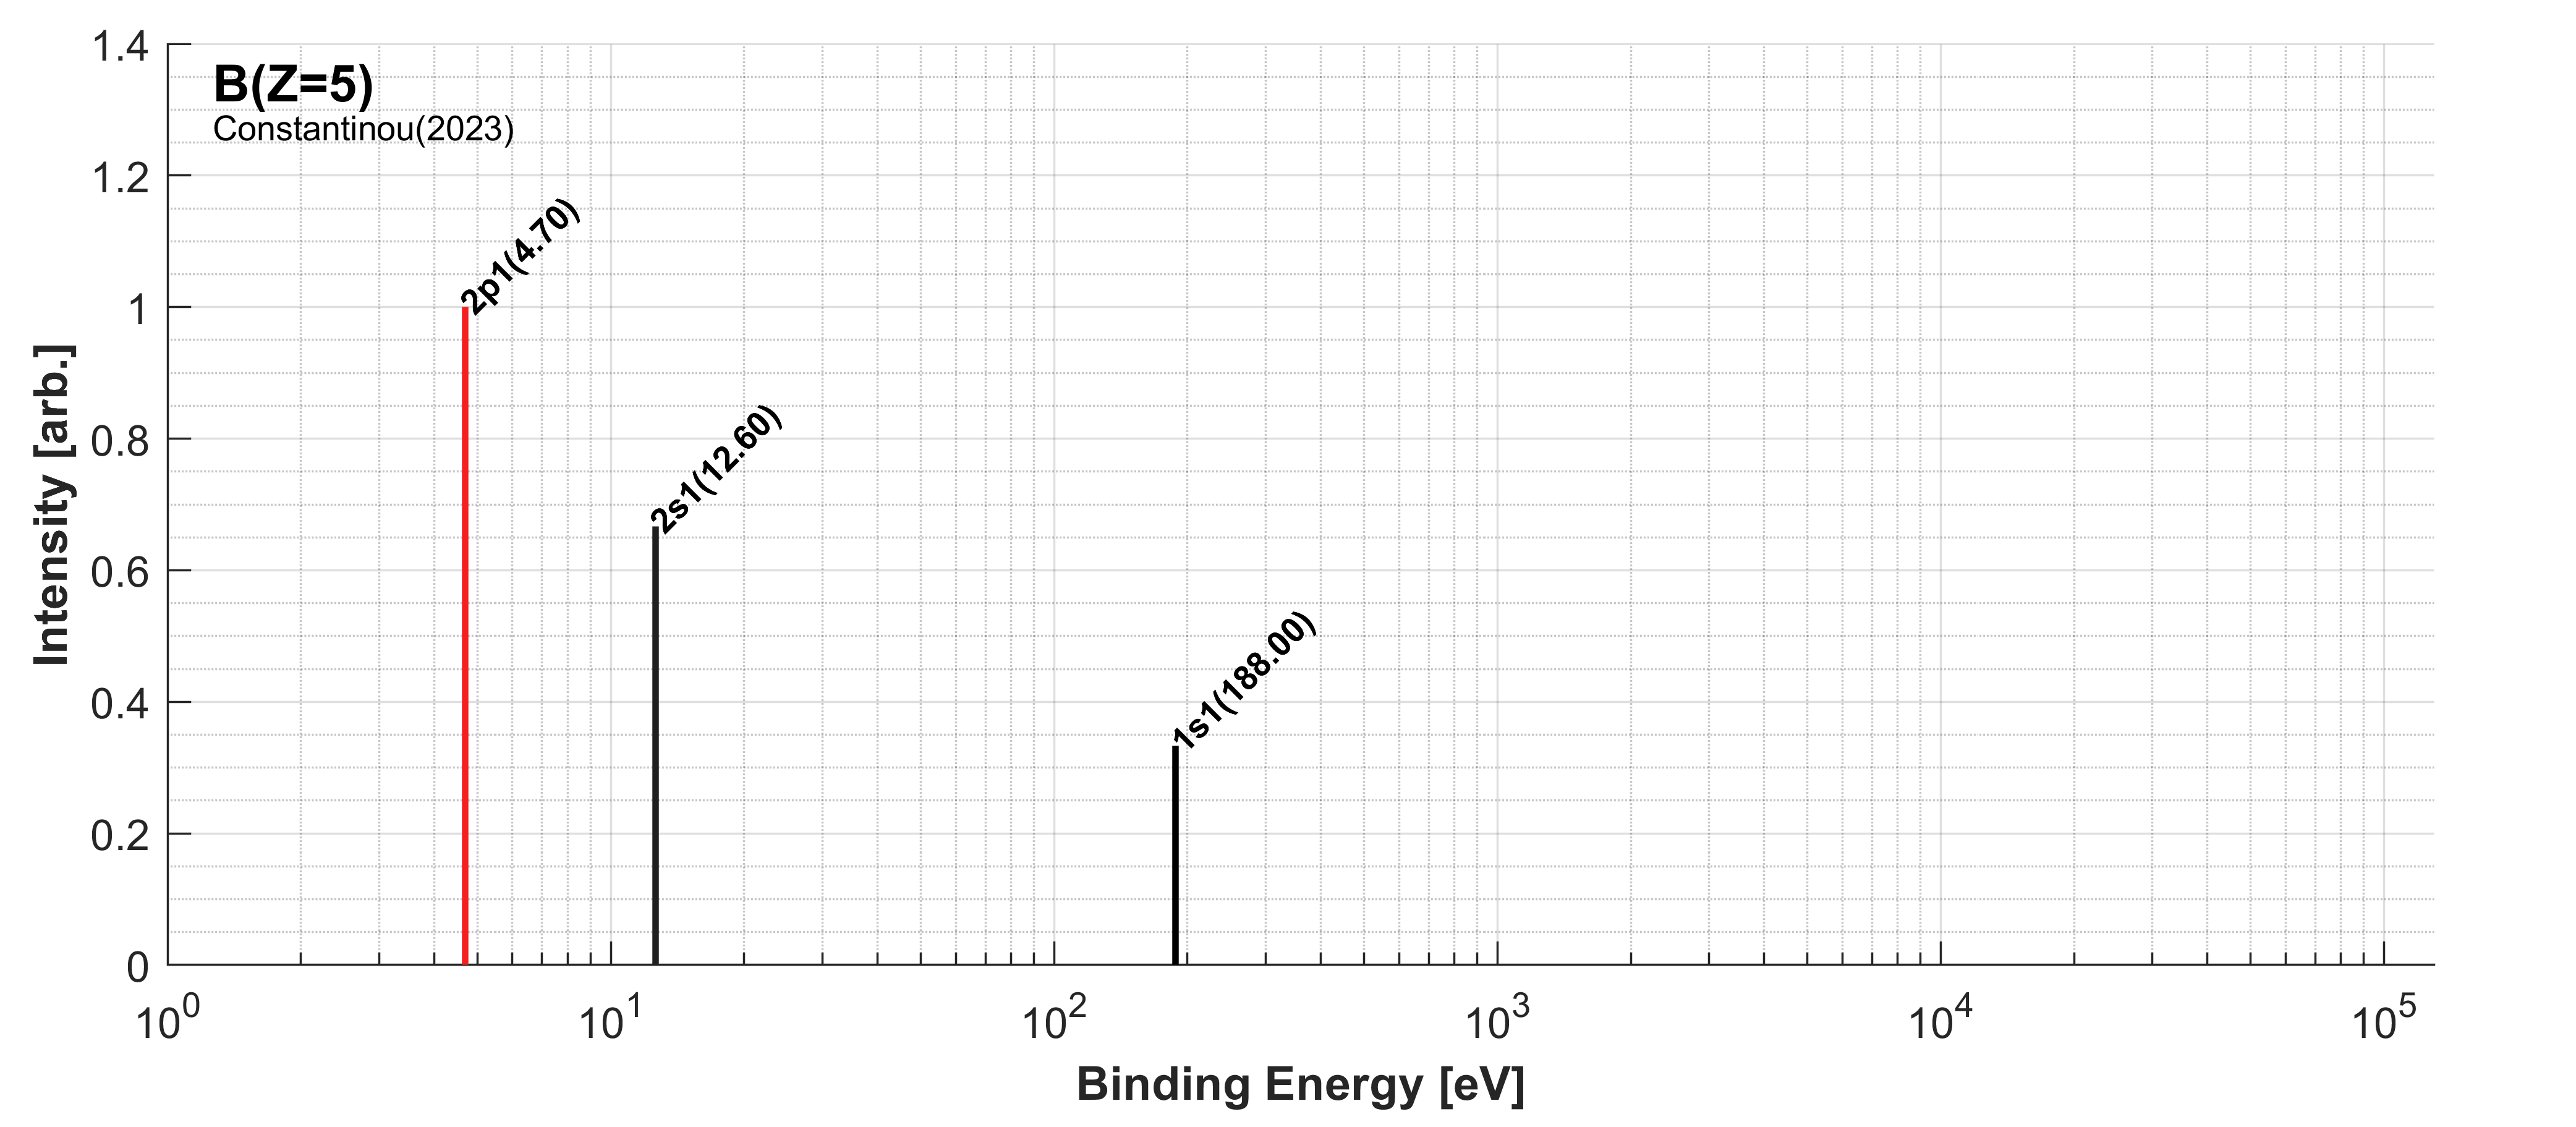 B(Z=5)
Constantinou(2023)
2p1(4.70)
2s1(12.60)
1s1(188.00)
Intensity [arb.]
1.4
1.2
1
0.8
0.6
0.4
0.2
0
10^0
10^1
10^2
10^3
10^4
10^5
Binding Energy [eV]